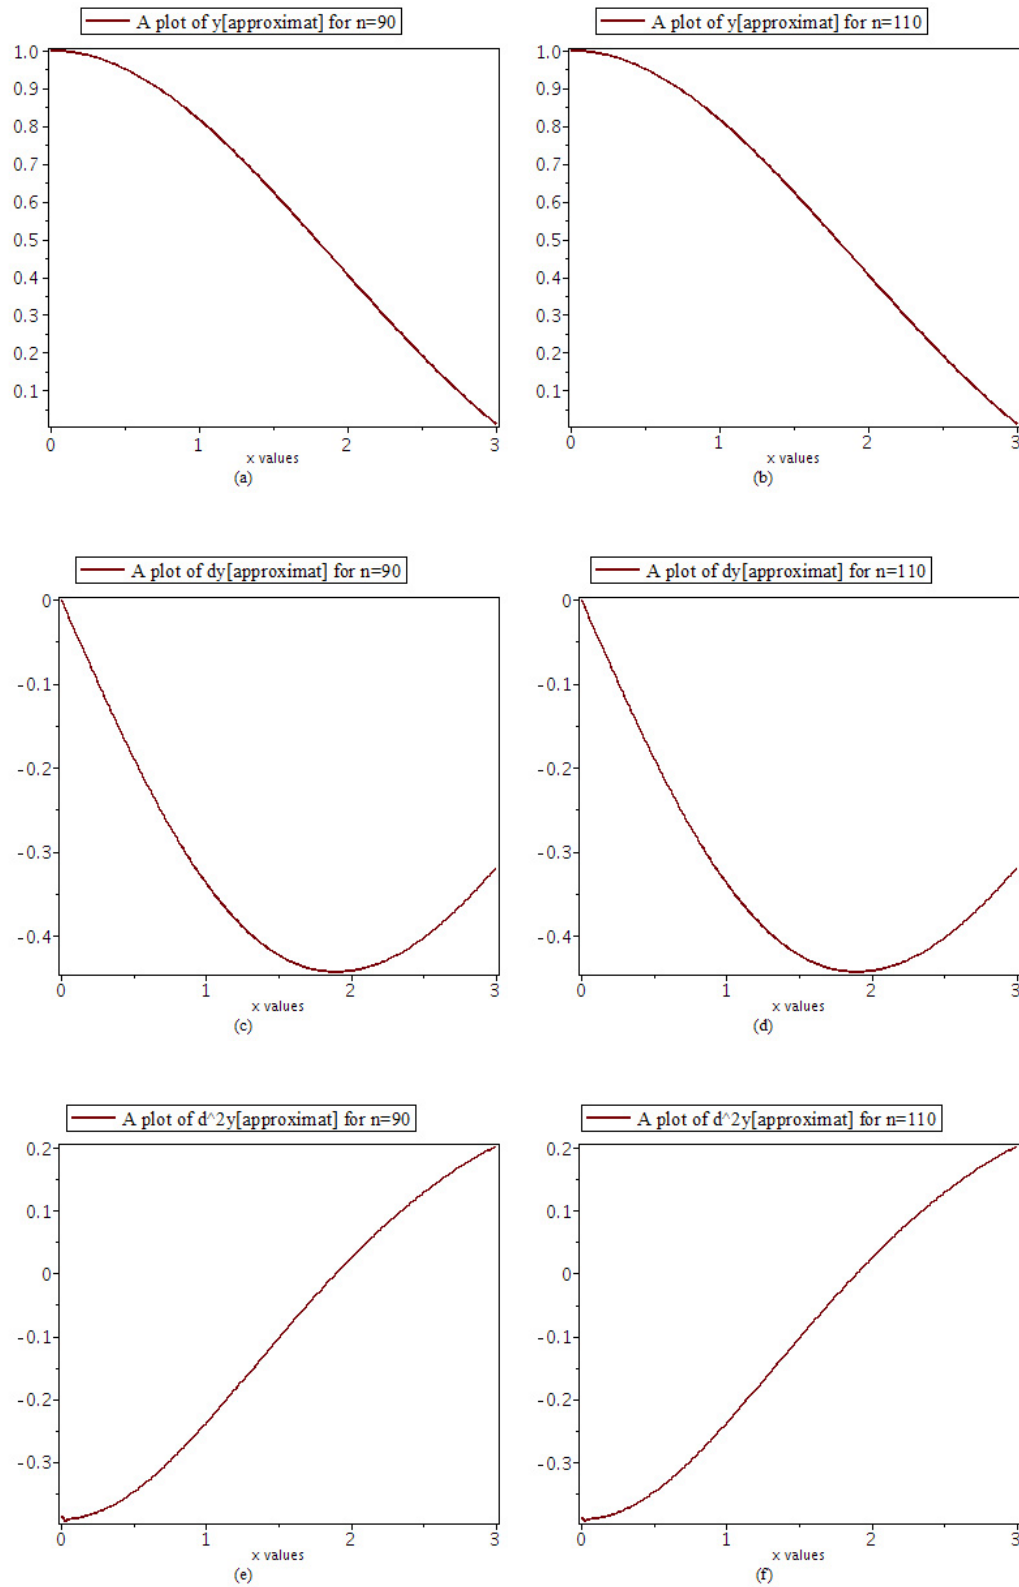 A plot of y[approximat] for n=90
1.0
0.9
0.8
0.7
0.6
0.5
0.4
0.3
0.2
0.1
0 1 2 3
x values
(a)
A plot of y[approximat] for n=110
1.0
0.9
0.8
0.7
0.6
0.5
0.4
0.3
0.2
0.1
0 1 2 3
x values
(b)
A plot of dy[approximat] for n=90
0
-0.1
-0.2
-0.3
-0.4
0 1 2 3
x values
(c)
A plot of dy[approximat] for n=110
0
-0.1
-0.2
-0.3
-0.4
0 1 2 3
x values
(d)
A plot of d^2y[approximat] for n=90
0.2
0.1
0
-0.1
-0.2
-0.3
0 1 2 3
x values
(e)
A plot of d^2y[approximat] for n=110
0.2
0.1
0
-0.1
-0.2
-0.3
0 1 2 3
x values
(f)